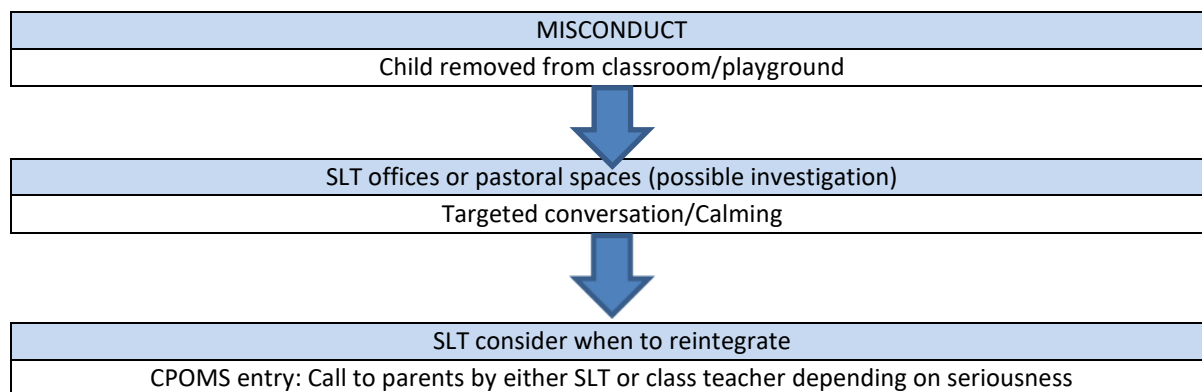 MISCONDUCT
Child removed from classroom/playground
SLT offices or pastoral spaces (possible investigation)
Targeted conversation/Calming
SLT consider when to reintegrate
CPOMS entry: Call to parents by either SLT or class teacher depending on seriousness